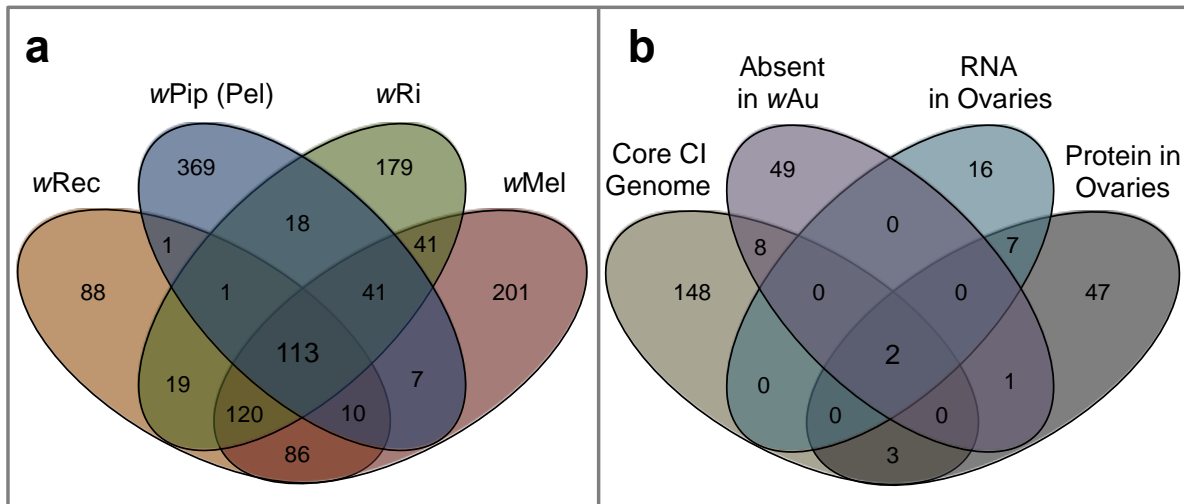 a
wPip (Pel)
wRi
wRec
wMel
369
179
18
1
41
88
1
41
201
113
19
7
120
10
86
b
Absent
in wAu
RNA
in Ovaries
Core CI
Genome
Protein in
Ovaries
49
16
0
8
7
148
0
0
47
2
0
1
0
0
3